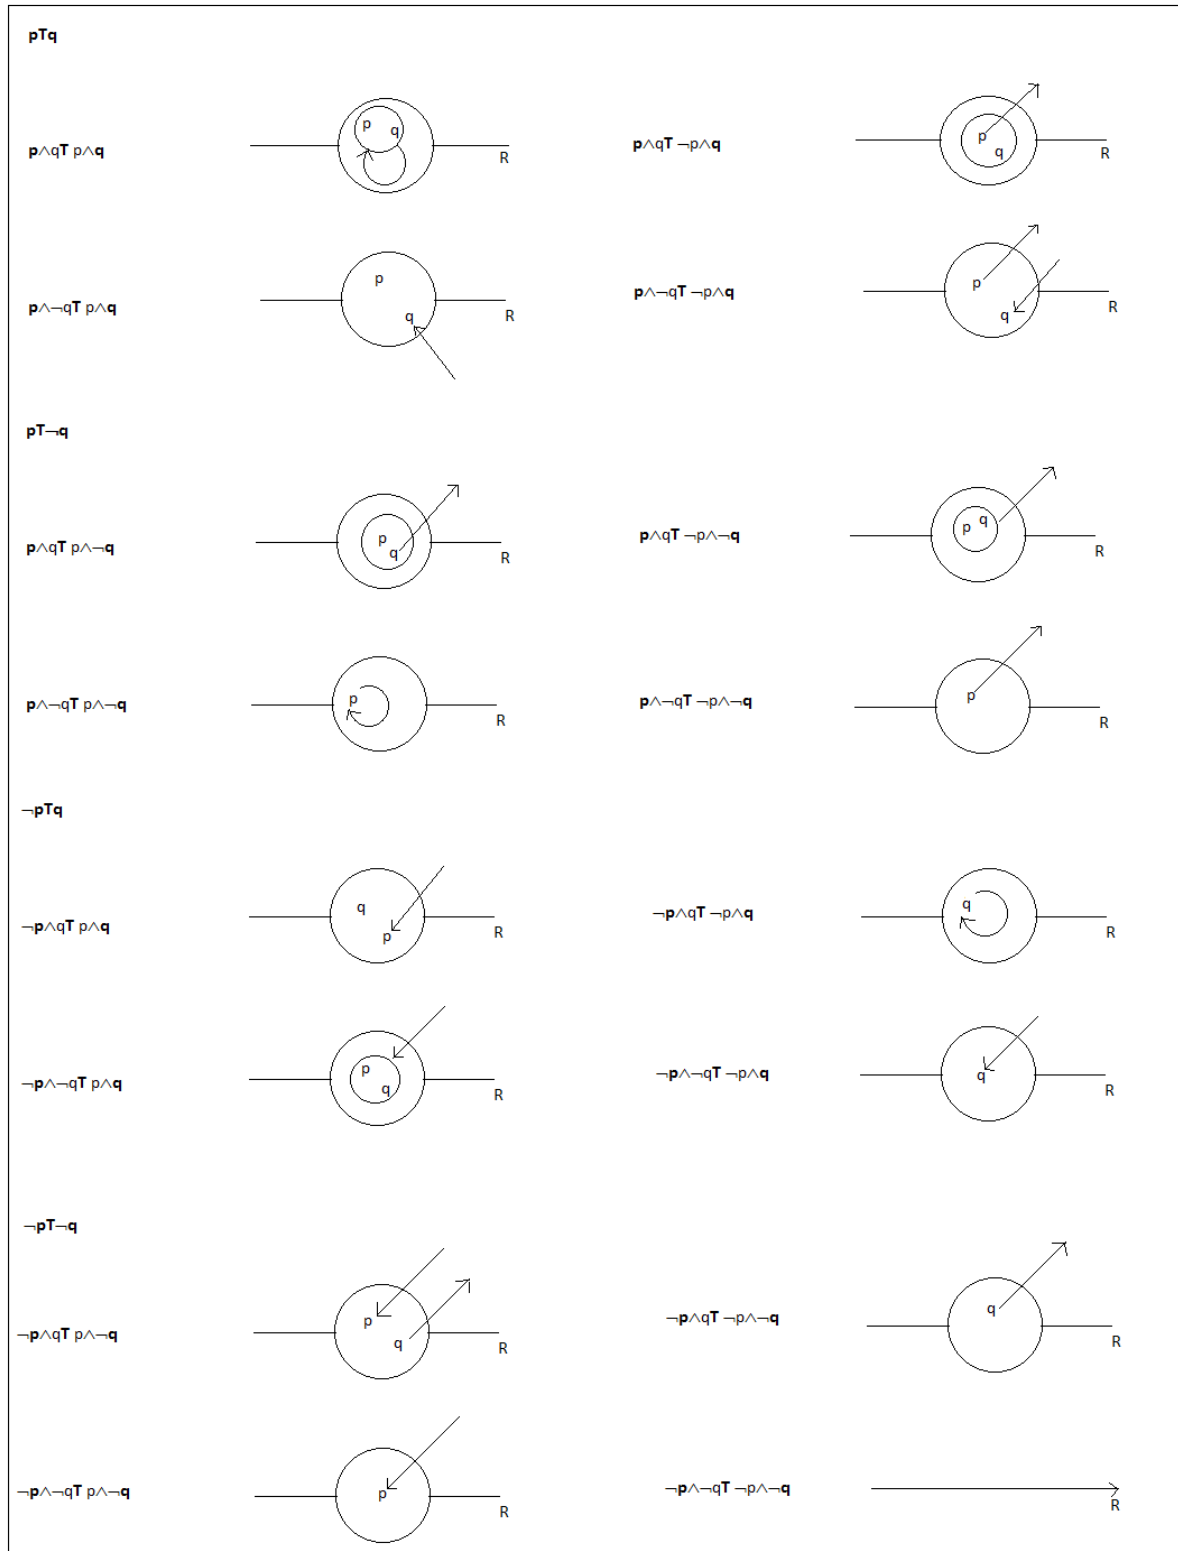 pTq
p q
R
p
q
R
p∧qT p∧q
p∧qT ¬p∧q
p
q
R
p
q
R
p∧¬qT p∧q
p∧¬qT ¬p∧q
pT¬q
p
q
R
p q
R
p∧qT p∧¬q
p∧qT ¬p∧¬q
p
R
p
R
p∧¬qT p∧¬q
p∧¬qT ¬p∧¬q
¬pTq
q
p
R
q
R
¬p∧qT p∧q
¬p∧qT ¬p∧q
p
q
R
q
R
¬p∧¬qT p∧q
¬p∧¬qT ¬p∧q
¬pT¬q
p
q
R
q
R
¬p∧qT p∧¬q
¬p∧qT ¬p∧¬q
p
R
R
¬p∧¬qT p∧¬q
¬p∧¬qT ¬p∧¬q